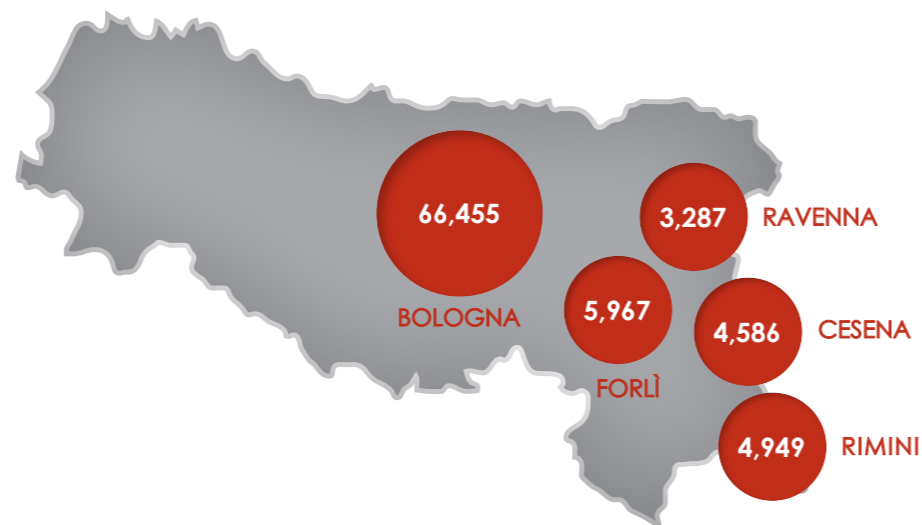 66,455
BOLOGNA
3,287
RAVENNA
5,967
FORLÌ
4,586
CESENA
4,949
RIMINI